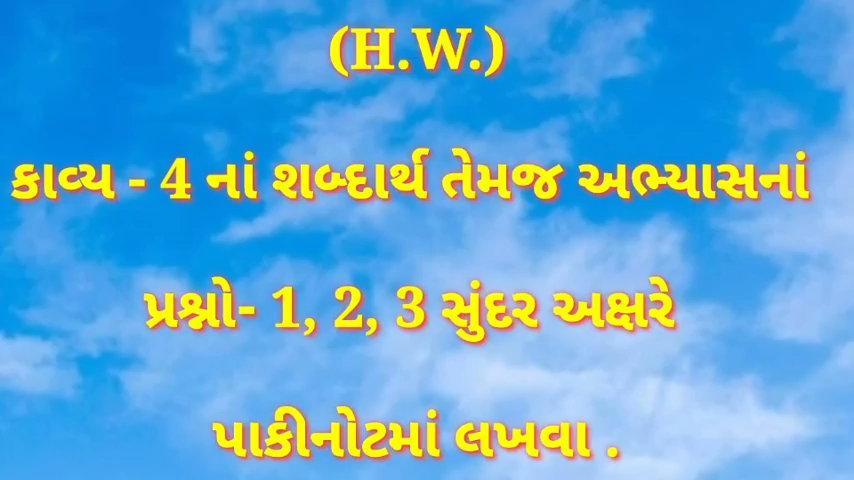 (H.W.)
કાવ્ય - 4 નાં શબ્દાર્થ તેમજ અભ્યાસનાં
પ્રશ્નો- 1, 2, 3 સુંદર અક્ષરે
પાકીનોટમાં લખવા .